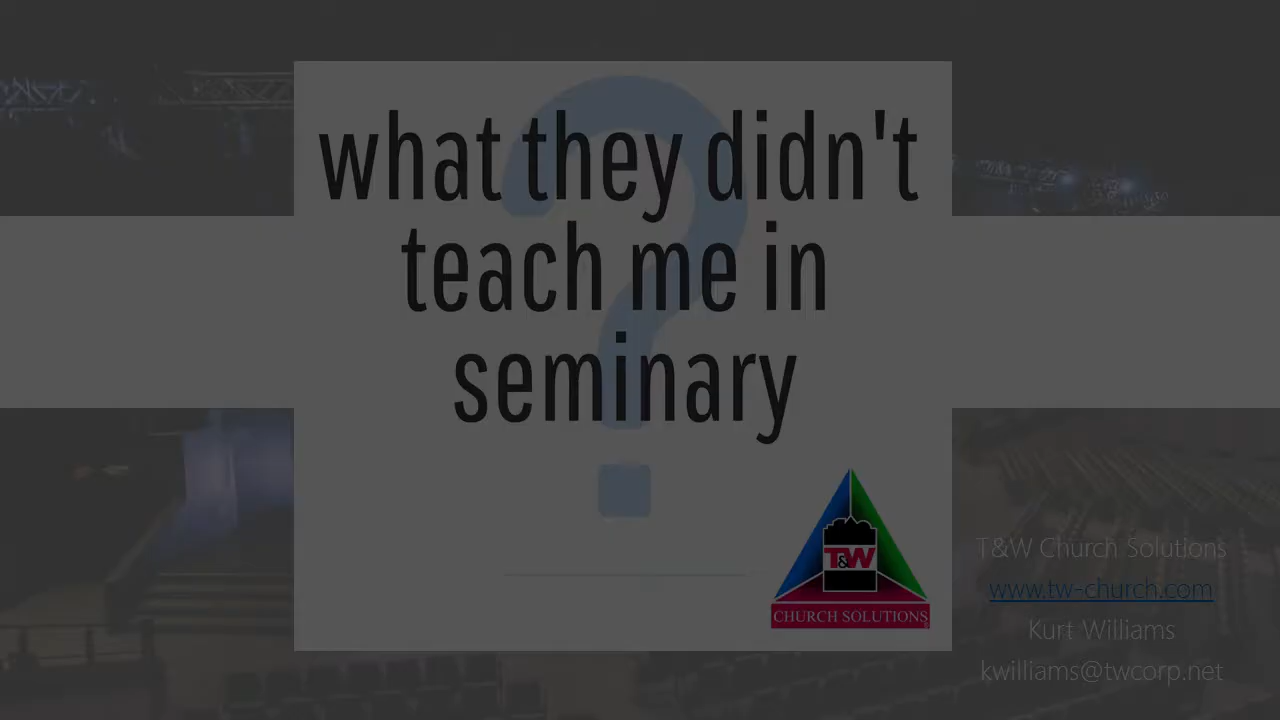 what they didn't
teach me in
seminary
T&W
CHURCH SOLUTIONS
T&W Church Solutions
www.tw-church.com
Kurt Williams
kwilliams@twcorp.net